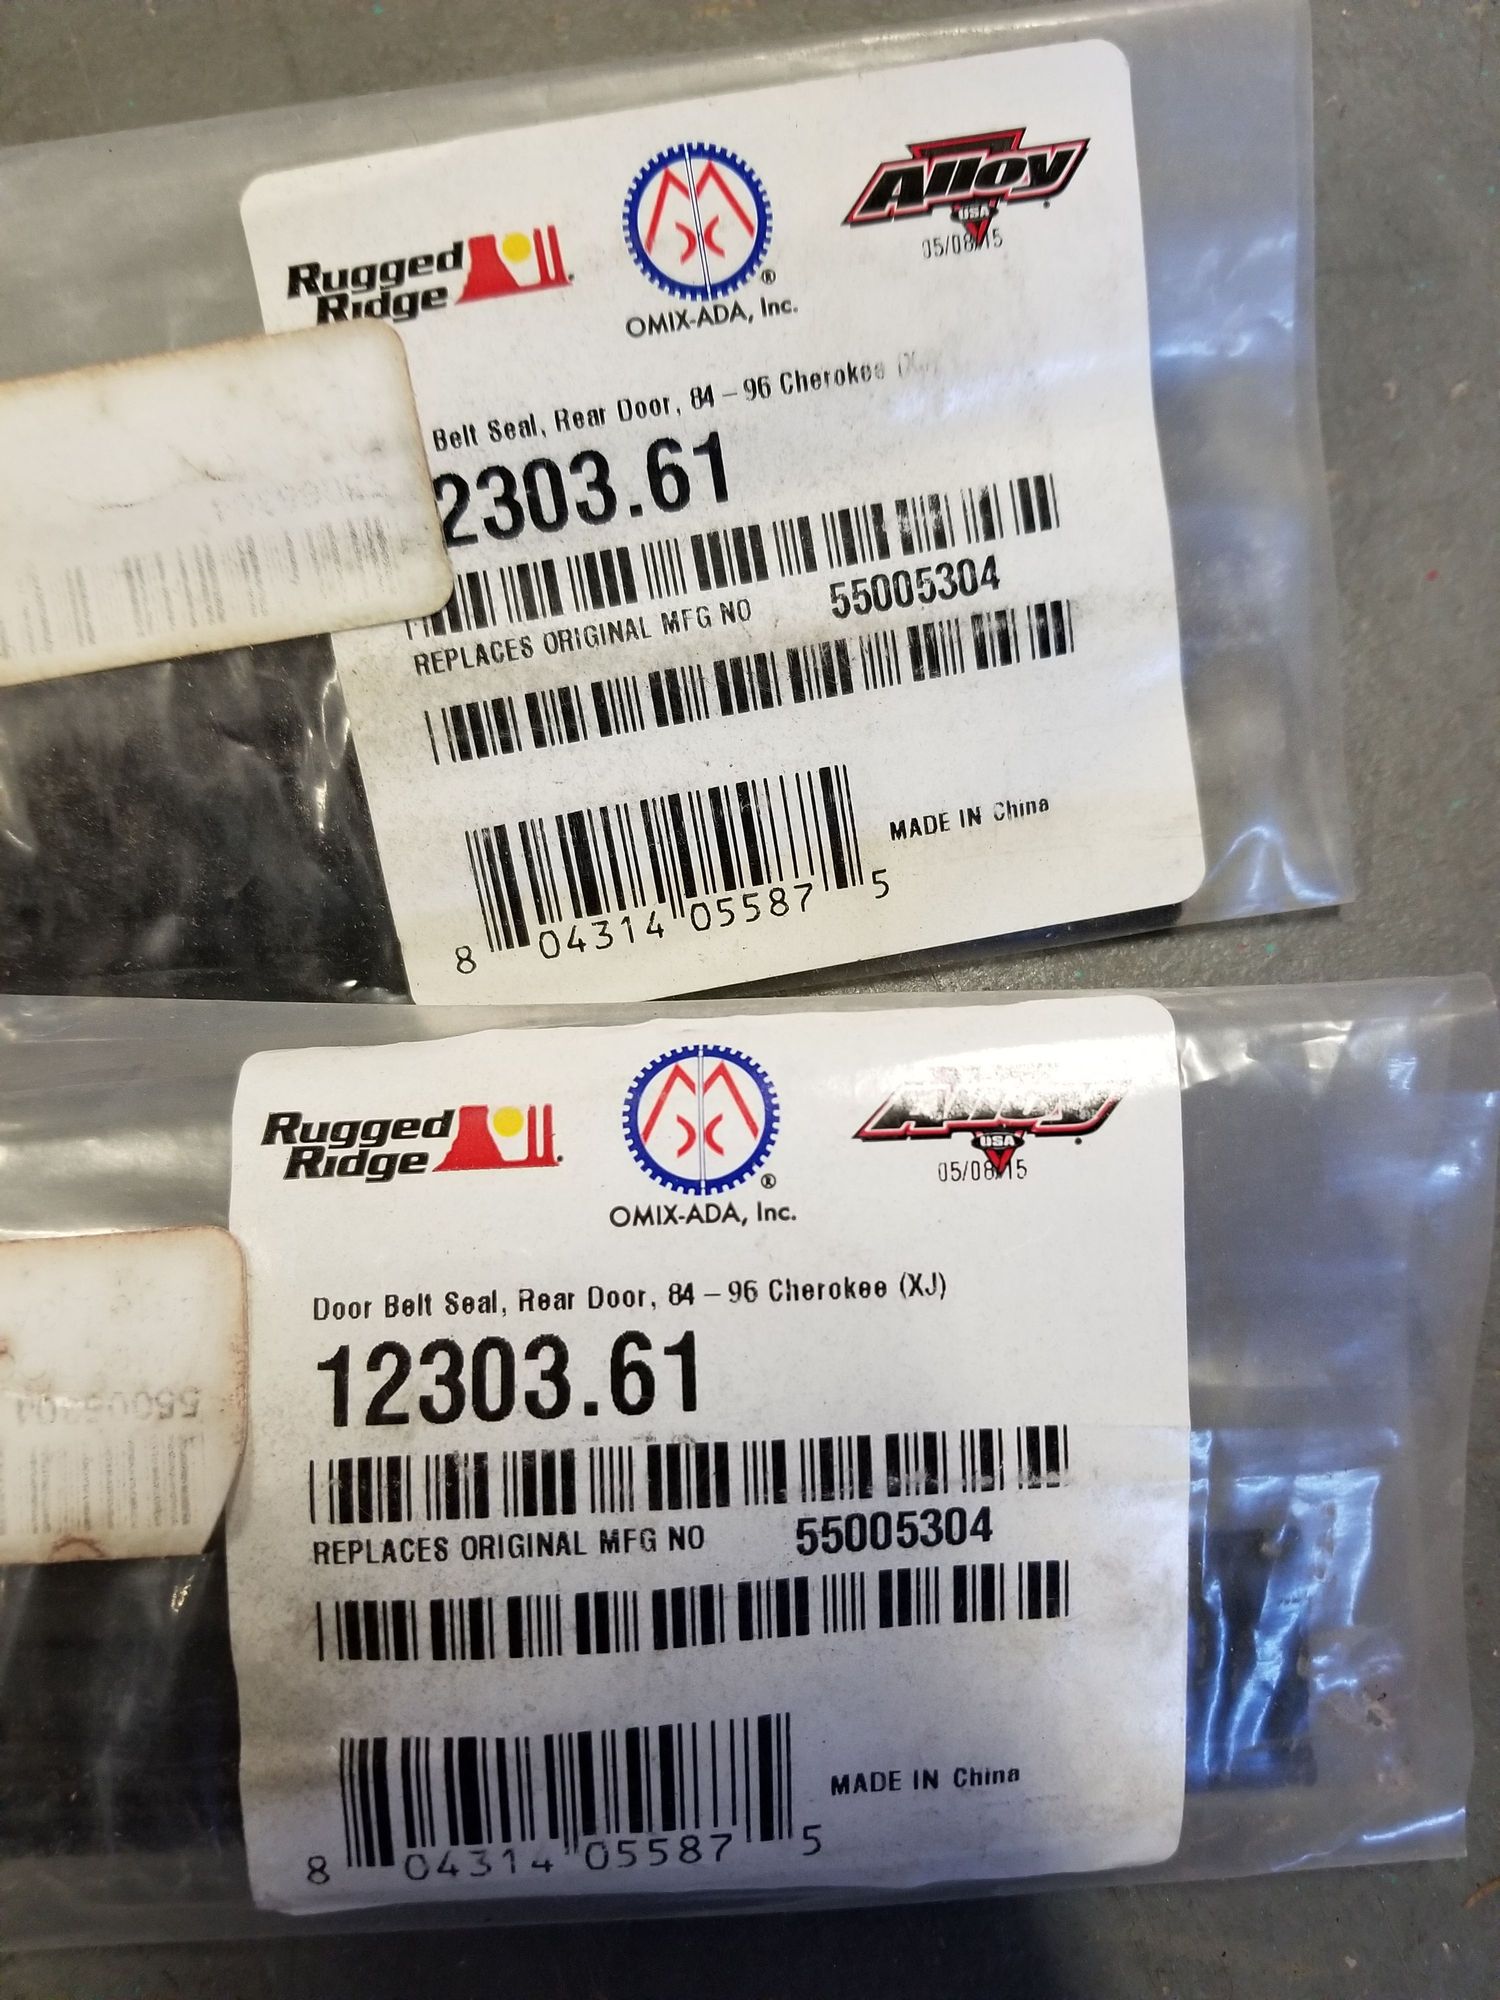 Rugged
Ridge
OMIX-ADA, Inc.
®
Alloy
USA
05/08/15
Belt Seal, Rear Door, 84 – 96 Cherokee
2303.61
REPLACES ORIGINAL MFG NO 55005304
MADE IN China
8 04314 05587 5
Rugged
Ridge
®
OMIX-ADA, Inc.
Alloy
USA
05/08/15
Door Belt Seal, Rear Door, 84 – 96 Cherokee (XJ)
12303.61
55005304
REPLACES ORIGINAL MFG NO 55005304
MADE IN China
8 04314 05587 5